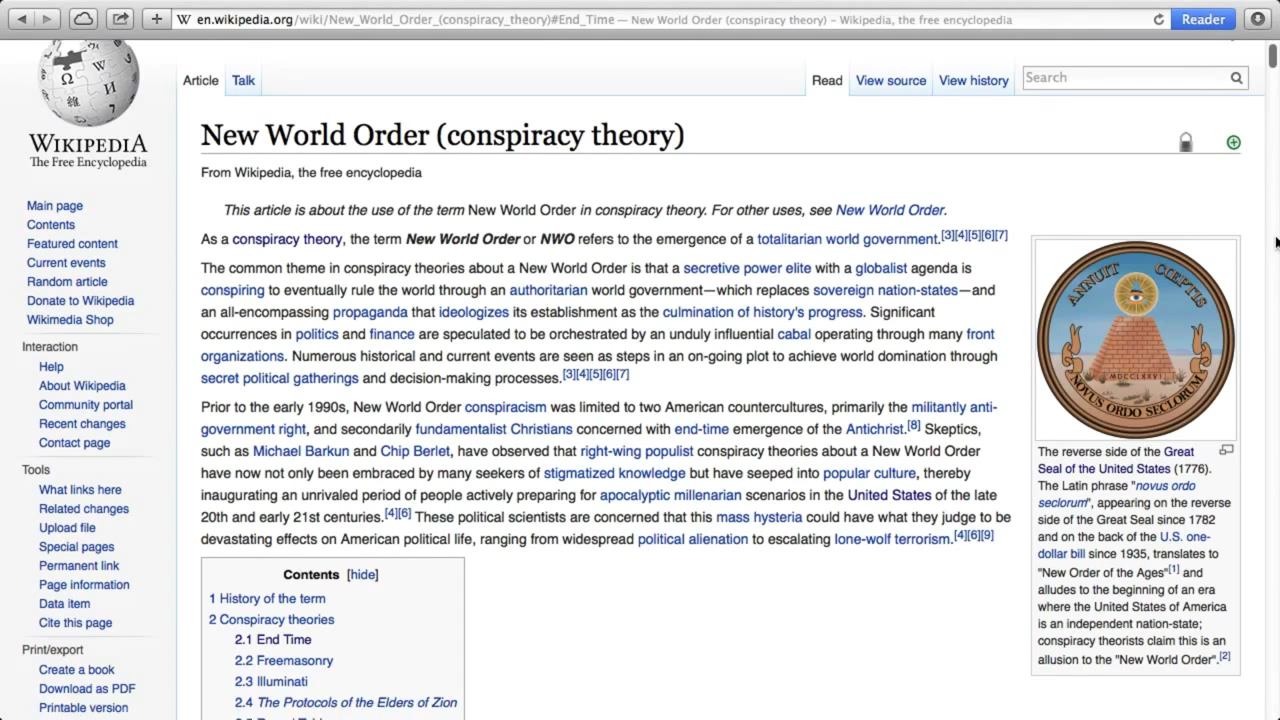 en.wikipedia.org/wiki/New_World_Order_(conspiracy_theory)#End_Time — New World Order (conspiracy theory) – Wikipedia, the free encyclopedia
Reader
Article Talk
Read View source View history
Search
WIKIPEDIA
The Free Encyclopedia
Main page
Contents
Featured content
Current events
Random article
Donate to Wikipedia
Wikimedia Shop
Interaction
Help
About Wikipedia
Community portal
Recent changes
Contact page
Tools
What links here
Related changes
Upload file
Special pages
Permanent link
Page information
Data item
Cite this page
Print/export
Create a book
Download as PDF
Printable version
New World Order (conspiracy theory)
From Wikipedia, the free encyclopedia
This article is about the use of the term New World Order in conspiracy theory. For other uses, see New World Order.
As a conspiracy theory, the term New World Order or NWO refers to the emergence of a totalitarian world government.[3][4][5][6][7]
The common theme in conspiracy theories about a New World Order is that a secretive power elite with a globalist agenda is
conspiring to eventually rule the world through an authoritarian world government—which replaces sovereign nation-states—and
an all-encompassing propaganda that ideologizes its establishment as the culmination of history's progress. Significant
occurrences in politics and finance are speculated to be orchestrated by an unduly influential cabal operating through many front
organizations. Numerous historical and current events are seen as steps in an on-going plot to achieve world domination through
secret political gatherings and decision-making processes.[3][4][5][6][7]
Prior to the early 1990s, New World Order conspiracism was limited to two American countercultures, primarily the militantly anti-
government right, and secondarily fundamentalist Christians concerned with end-time emergence of the Antichrist.[8] Skeptics,
such as Michael Barkun and Chip Berlet, have observed that right-wing populist conspiracy theories about a New World Order
have now not only been embraced by many seekers of stigmatized knowledge but have seeped into popular culture, thereby
inaugurating an unrivaled period of people actively preparing for apocalyptic millenarian scenarios in the United States of the late
20th and early 21st centuries.[4][6] These political scientists are concerned that this mass hysteria could have what they judge to be
devastating effects on American political life, ranging from widespread political alienation to escalating lone-wolf terrorism.[4][6][9]
Contents [hide]
1 History of the term
2 Conspiracy theories
2.1 End Time
2.2 Freemasonry
2.3 Illuminati
2.4 The Protocols of the Elders of Zion
ANNUIT CŒPTIS
MDCCLXXVI
NOVUS ORDO SECLORUM
The reverse side of the Great
Seal of the United States (1776).
The Latin phrase "novus ordo
seclorum", appearing on the reverse
side of the Great Seal since 1782
and on the back of the U.S. one-
dollar bill since 1935, translates to
"New Order of the Ages"[1] and
alludes to the beginning of an era
where the United States of America
is an independent nation-state;
conspiracy theorists claim this is an
allusion to the "New World Order".[2]